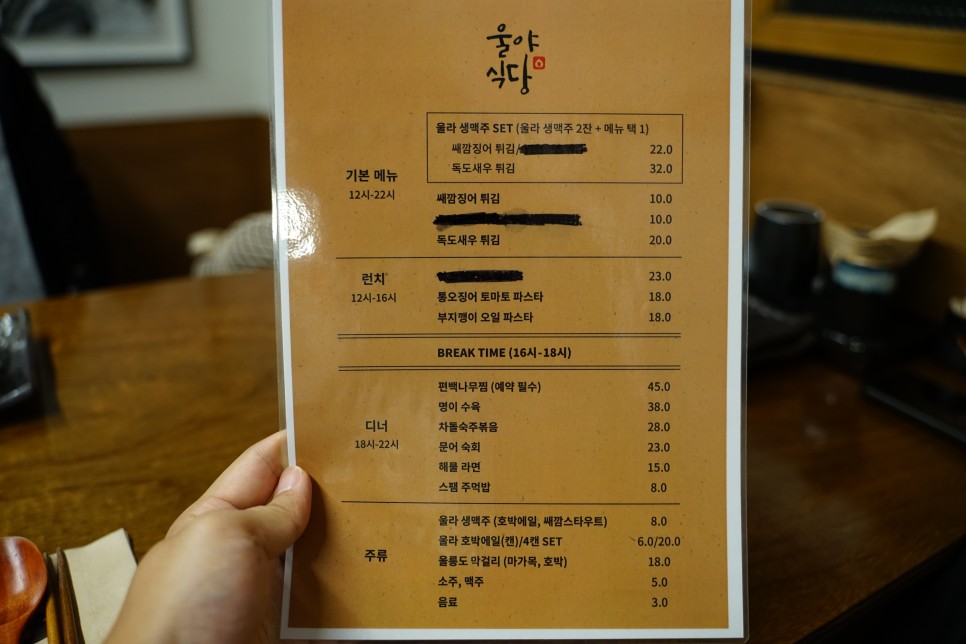 울야
식당
울라 생맥주 SET (울라 생맥주 2잔 + 메뉴 택 1)
쌔깜징어 튀김/ 22.0
독도새우 튀김 32.0
기본 메뉴
12시-22시
쌔깜징어 튀김 10.0
10.0
독도새우 튀김 20.0
런치
12시-16시
23.0
통오징어 토마토 파스타 18.0
부지깽이 오일 파스타 18.0
BREAK TIME (16시-18시)
디너
18시-22시
편백나무찜 (예약 필수) 45.0
명이 수육 38.0
차돌숙주볶음 28.0
문어 숙회 23.0
해물 라면 15.0
스팸 주먹밥 8.0
주류
울라 생맥주 (호박에일, 쌔깜스타우트) 8.0
울라 호박에일(캔)/4캔 SET 6.0/20.0
울릉도 막걸리 (마가목, 호박) 18.0
소주, 맥주 5.0
음료 3.0